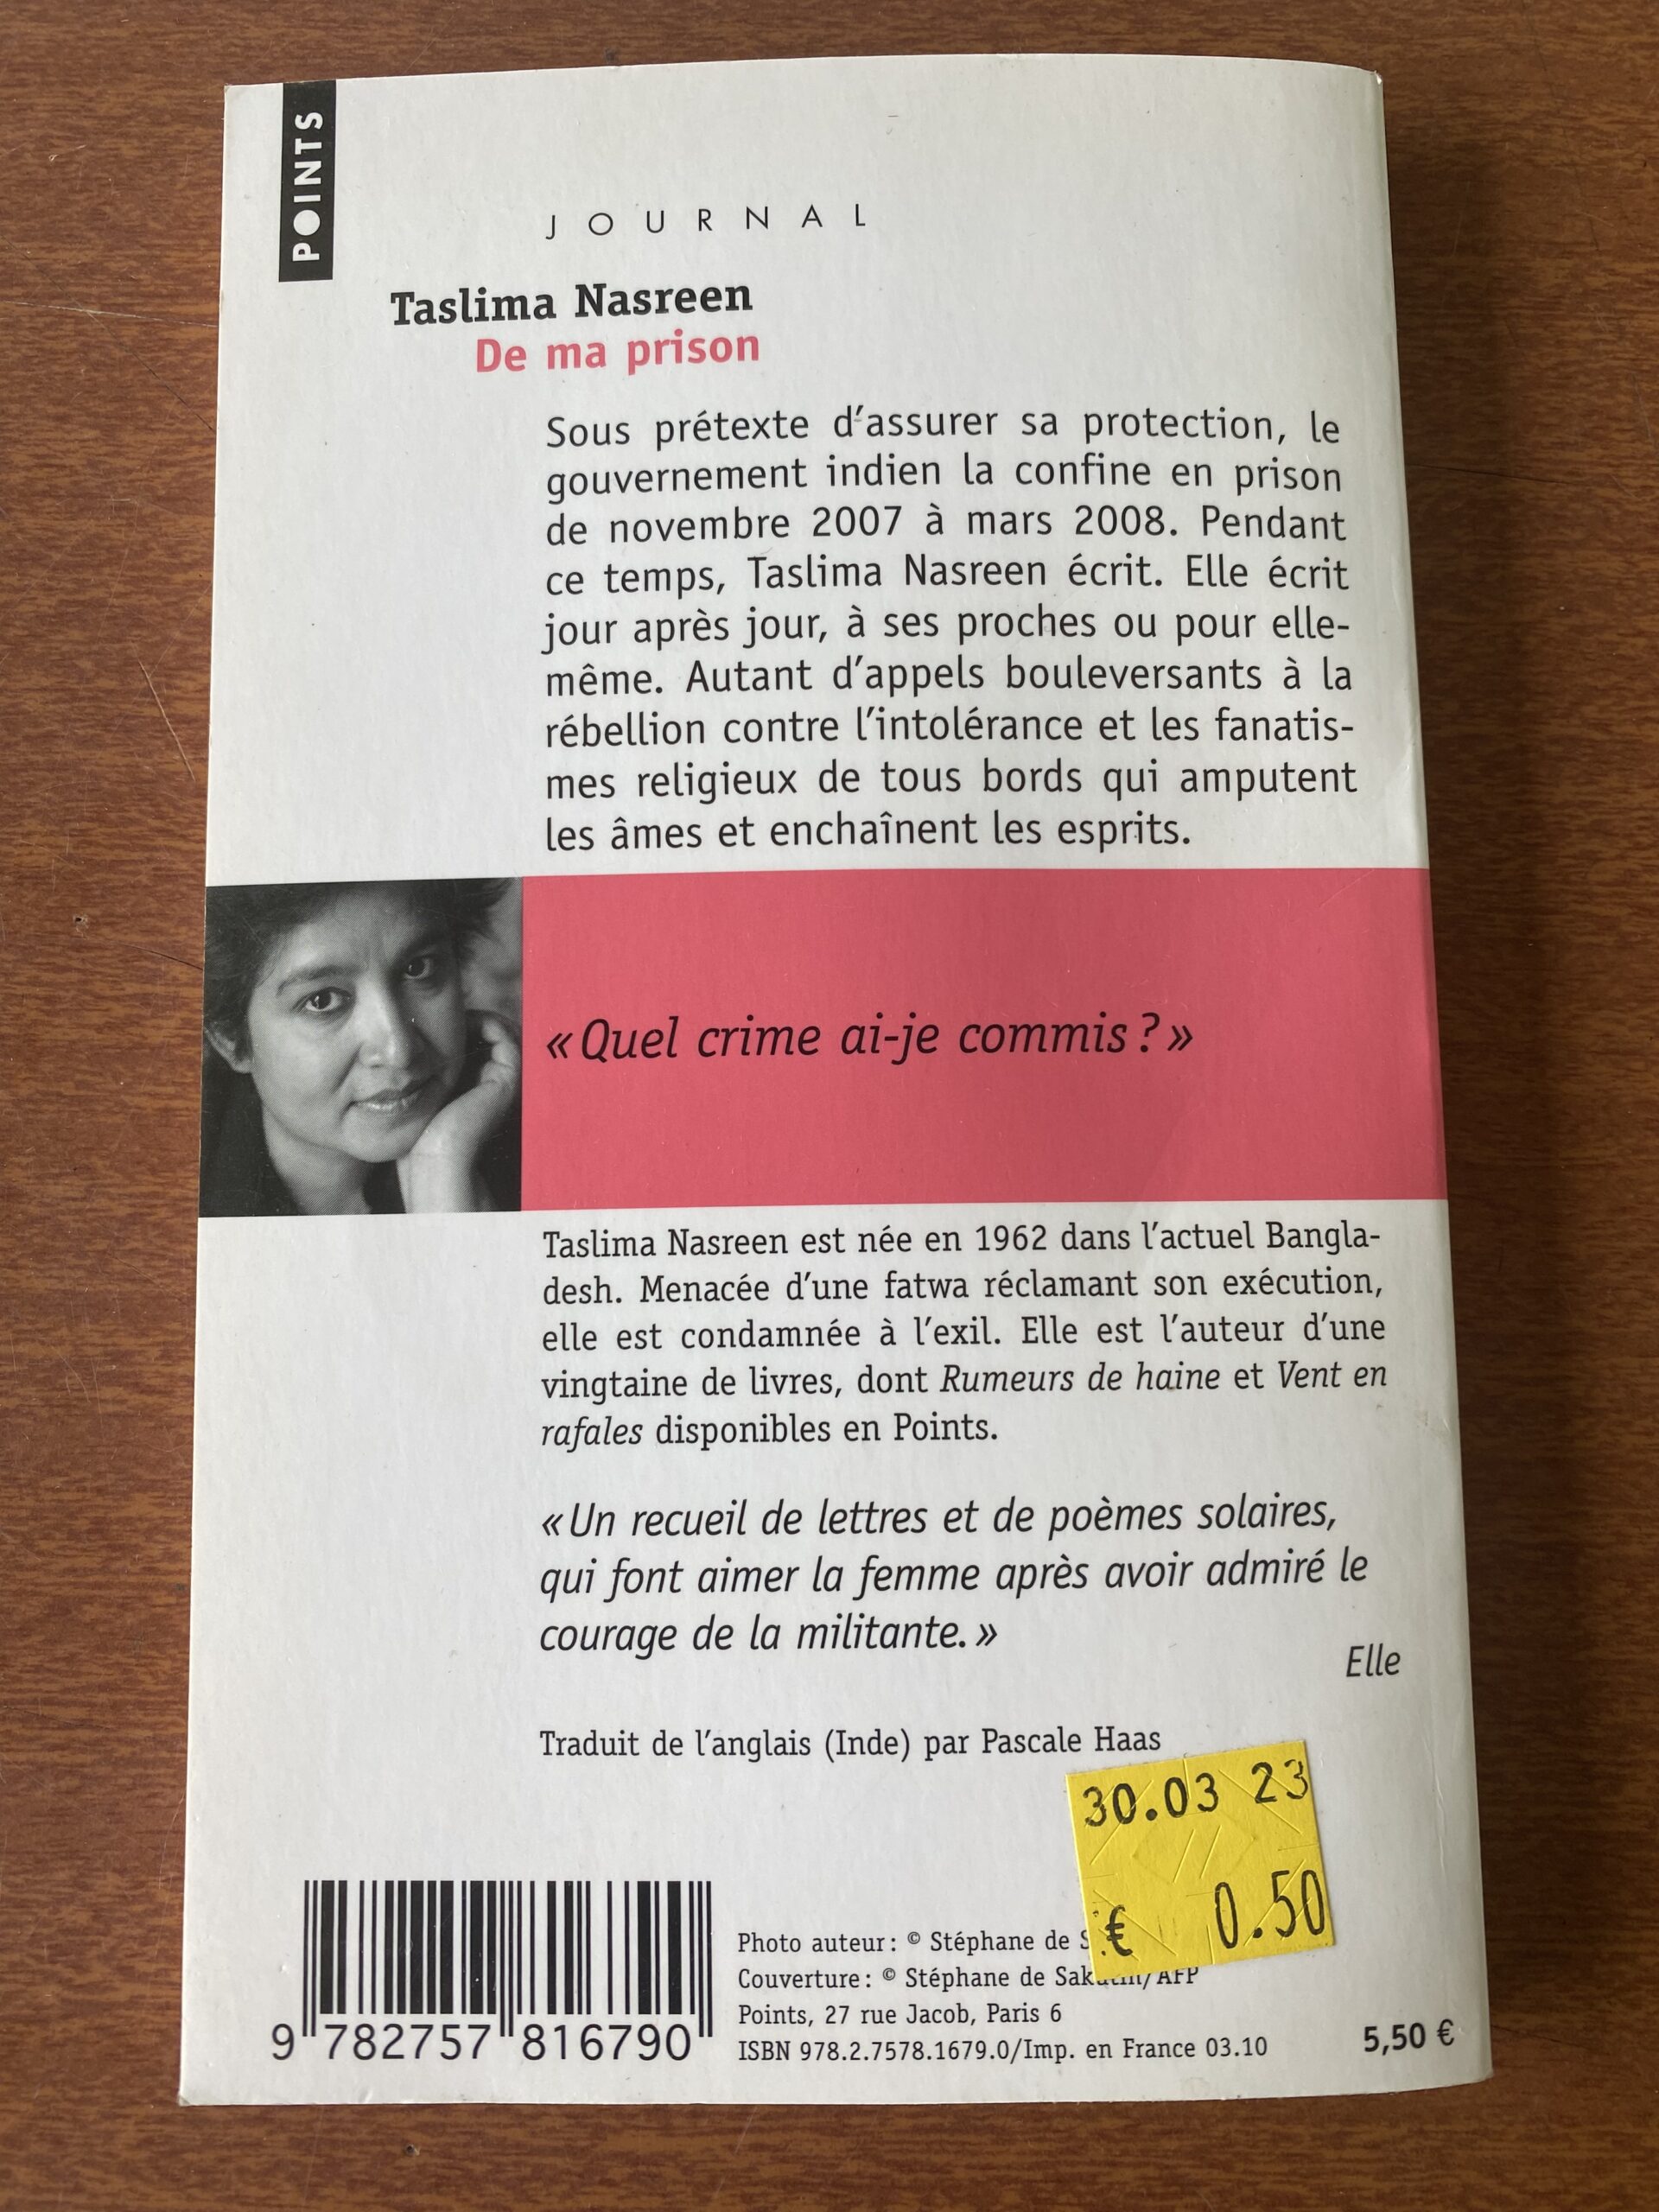 POINTS
JOURNAL
Taslima Nasreen
De ma prison
Sous prétexte d'assurer sa protection, le
gouvernement indien la confine en prison
de novembre 2007 à mars 2008. Pendant
ce temps, Taslima Nasreen écrit. Elle écrit
jour après jour, à ses proches ou pour elle-
même. Autant d'appels bouleversants à la
rébellion contre l'intolérance et les fanatis-
mes religieux de tous bords qui amputent
les âmes et enchaînent les esprits.
« Quel crime ai-je commis ? »
Taslima Nasreen est née en 1962 dans l'actuel Bangla-
desh. Menacée d'une fatwa réclamant son exécution,
elle est condamnée à l'exil. Elle est l'auteur d'une
vingtaine de livres, dont Rumeurs de haine et Vent en
rafales disponibles en Points.
« Un recueil de lettres et de poèmes solaires,
qui font aimer la femme après avoir admiré le
courage de la militante. »
Elle
Traduit de l'anglais (Inde) par Pascale Haas
30.03 23
€ 0.50
Photo auteur : © Stéphane de
Couverture : © Stéphane de /AFP
Points, 27 rue Jacob, Paris 6
ISBN 978.2.7578.1679.0/Imp. en France 03.10
5,50 €
9 782757 816790